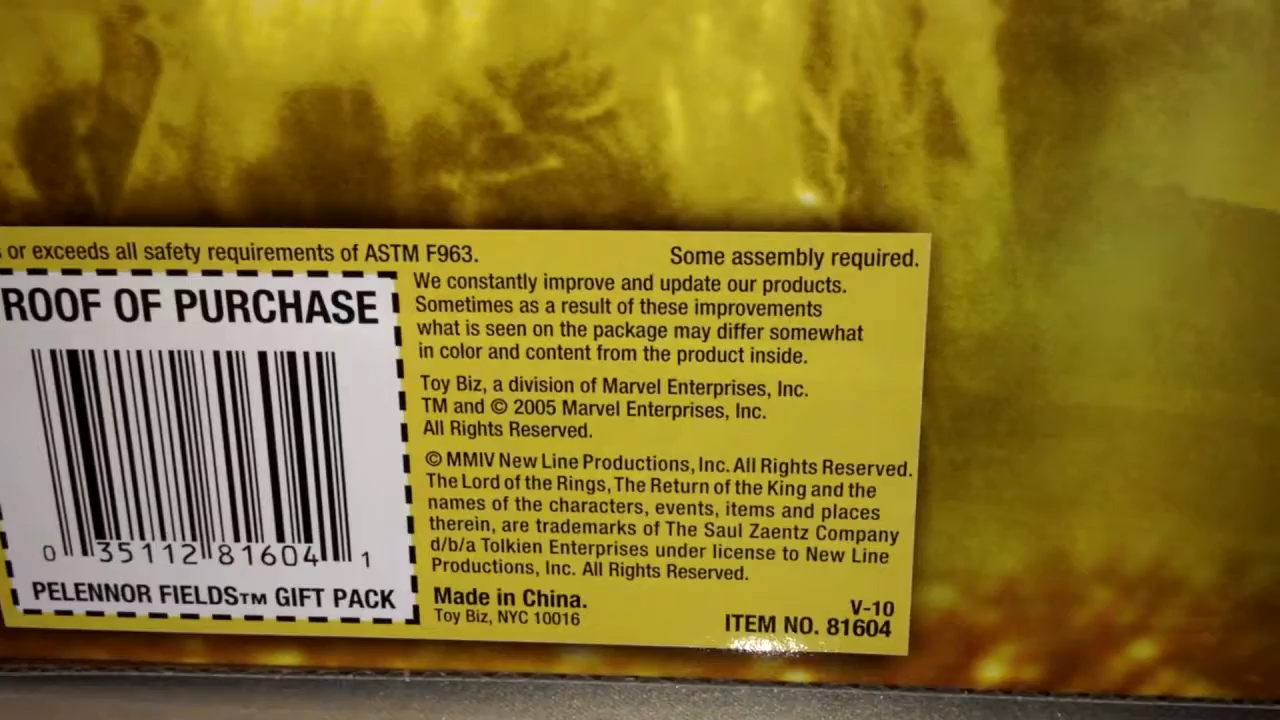 or exceeds all safety requirements of ASTM F963.
Some assembly required.
ROOF OF PURCHASE
0 35112 81604 1
PELENNOR FIELDS™ GIFT PACK
We constantly improve and update our products.
Sometimes as a result of these improvements
what is seen on the package may differ somewhat
in color and content from the product inside.
Toy Biz, a division of Marvel Enterprises, Inc.
TM and © 2005 Marvel Enterprises, Inc.
All Rights Reserved.
© MMIV New Line Productions, Inc. All Rights Reserved.
The Lord of the Rings, The Return of the King and the
names of the characters, events, items and places
therein, are trademarks of The Saul Zaentz Company
d/b/a Tolkien Enterprises under license to New Line
Productions, Inc. All Rights Reserved.
Made in China.
Toy Biz, NYC 10016
V-10
ITEM NO. 81604